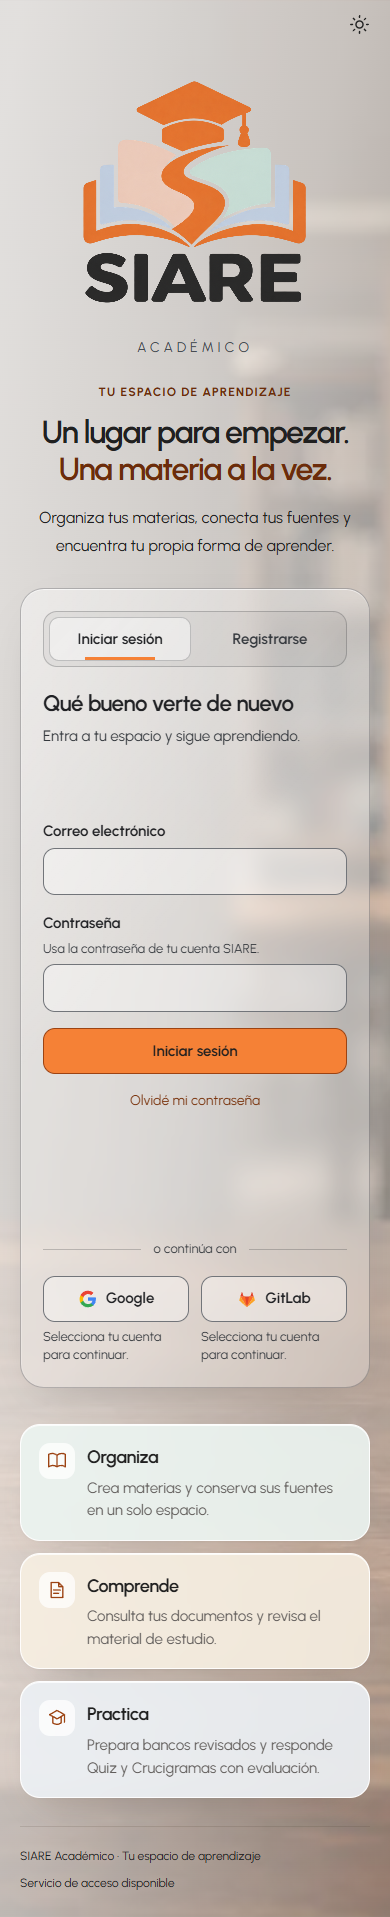 SIARE
ACADÉMICO
TU ESPACIO DE APRENDIZAJE
Un lugar para empezar.
Una materia a la vez.
Organiza tus materias, conecta tus fuentes y
encuentra tu propia forma de aprender.
Iniciar sesión
Registrarse
Qué bueno verte de nuevo
Entra a tu espacio y sigue aprendiendo.
Correo electrónico
Contraseña
Usa la contraseña de tu cuenta SIARE.
Iniciar sesión
Olvidé mi contraseña
o continúa con
Google
GitLab
Selecciona tu cuenta
para continuar.
Selecciona tu cuenta
para continuar.
Organiza
Crea materias y conserva sus fuentes
en un solo espacio.
Comprende
Consulta tus documentos y revisa el
material de estudio.
Practica
Prepara bancos revisados y responde
Quiz y Crucigramas con evaluación.
SIARE Académico · Tu espacio de aprendizaje
Servicio de acceso disponible